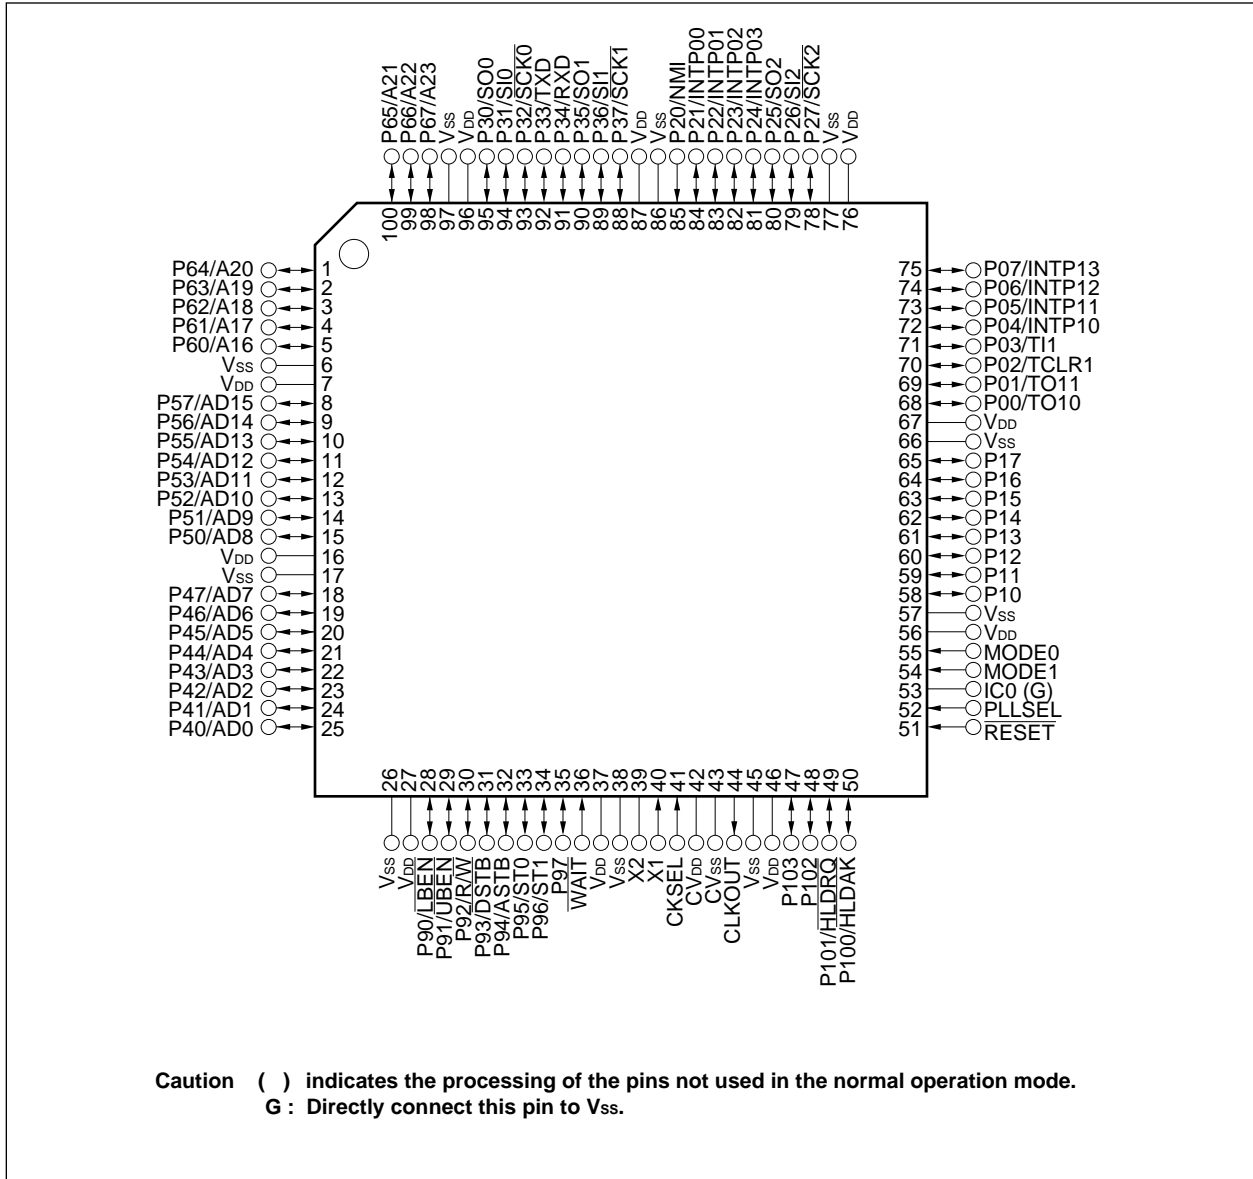 P65/A21
P66/A22
P67/A23
VSS
VDD
P30/SO0
P31/SI0
P32/SCK0
P33/TXD
P34/RXD
P35/SO1
P36/SI1
P37/SCK1
VDD
VSS
P20/NMI
P21/INTP00
P22/INTP01
P23/INTP02
P24/INTP03
P25/SO2
P26/SI2
P27/SCK2
VSS
VDD
100
99
98
97
96
95
94
93
92
91
90
89
88
87
86
85
84
83
82
81
80
79
78
77
76
P64/A20 1
P63/A19 2
P62/A18 3
P61/A17 4
P60/A16 5
VSS 6
VDD 7
P57/AD15 8
P56/AD14 9
P55/AD13 10
P54/AD12 11
P53/AD11 12
P52/AD10 13
P51/AD9 14
P50/AD8 15
VDD 16
VSS 17
P47/AD7 18
P46/AD6 19
P45/AD5 20
P44/AD4 21
P43/AD3 22
P42/AD2 23
P41/AD1 24
P40/AD0 25
75 P07/INTP13
74 P06/INTP12
73 P05/INTP11
72 P04/INTP10
71 P03/TI1
70 P02/TCLR1
69 P01/TO11
68 P00/TO10
67 VDD
66 VSS
65 P17
64 P16
63 P15
62 P14
61 P13
60 P12
59 P11
58 P10
57 VSS
56 VDD
55 MODE0
54 MODE1
53 IC0 (G)
52 PLLSEL
51 RESET
26
27
28
29
30
31
32
33
34
35
36
37
38
39
40
41
42
43
44
45
46
47
48
49
50
VSS
VDD
P90/LBEN
P91/UBEN
P92/R/W
P93/DSTB
P94/ASTB
P95/ST0
P96/ST1
P97
WAIT
VDD
VSS
X2
X1
CKSEL
CVDD
CVSS
CLKOUT
VSS
VDD
P103
P102
P101/HLDRQ
P100/HLDAK
Caution ( ) indicates the processing of the pins not used in the normal operation mode.
G : Directly connect this pin to VSS.